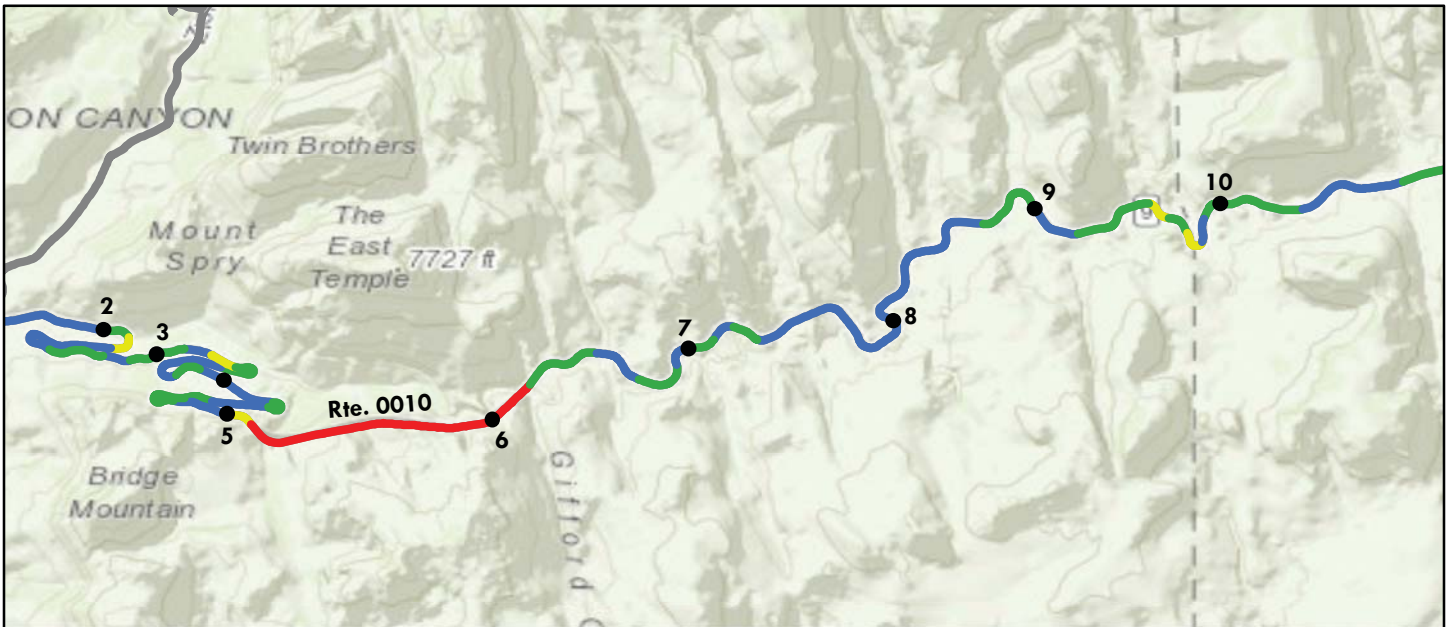 ON CANYON
Twin Brothers
The
East
Temple
7727 ft
Mount
Spry
2
3
5
Rte. 0010
6
7
8
9
9
10
Bridge
Mountain
Gifford C